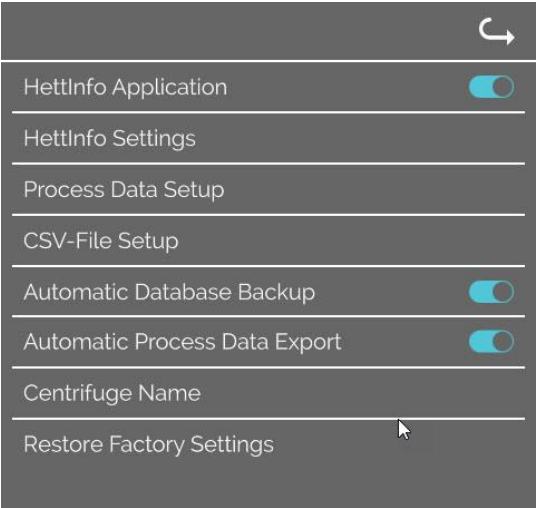 HettInfo Application
HettInfo Settings
Process Data Setup
CSV-File Setup
Automatic Database Backup
Automatic Process Data Export
Centrifuge Name
Restore Factory Settings